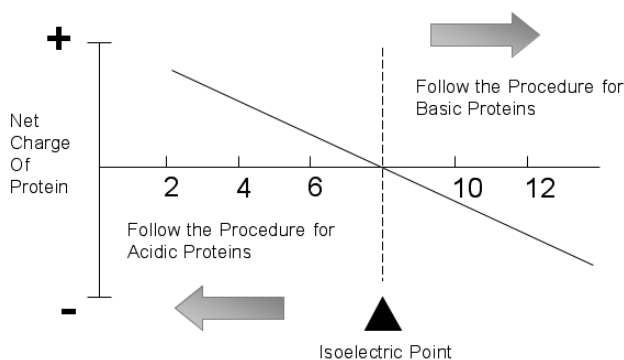 +
Follow the Procedure for
Basic Proteins
Net
Charge
Of
Protein
2 4 6 10 12
Follow the Procedure for
Acidic Proteins
-
Isoelectric Point